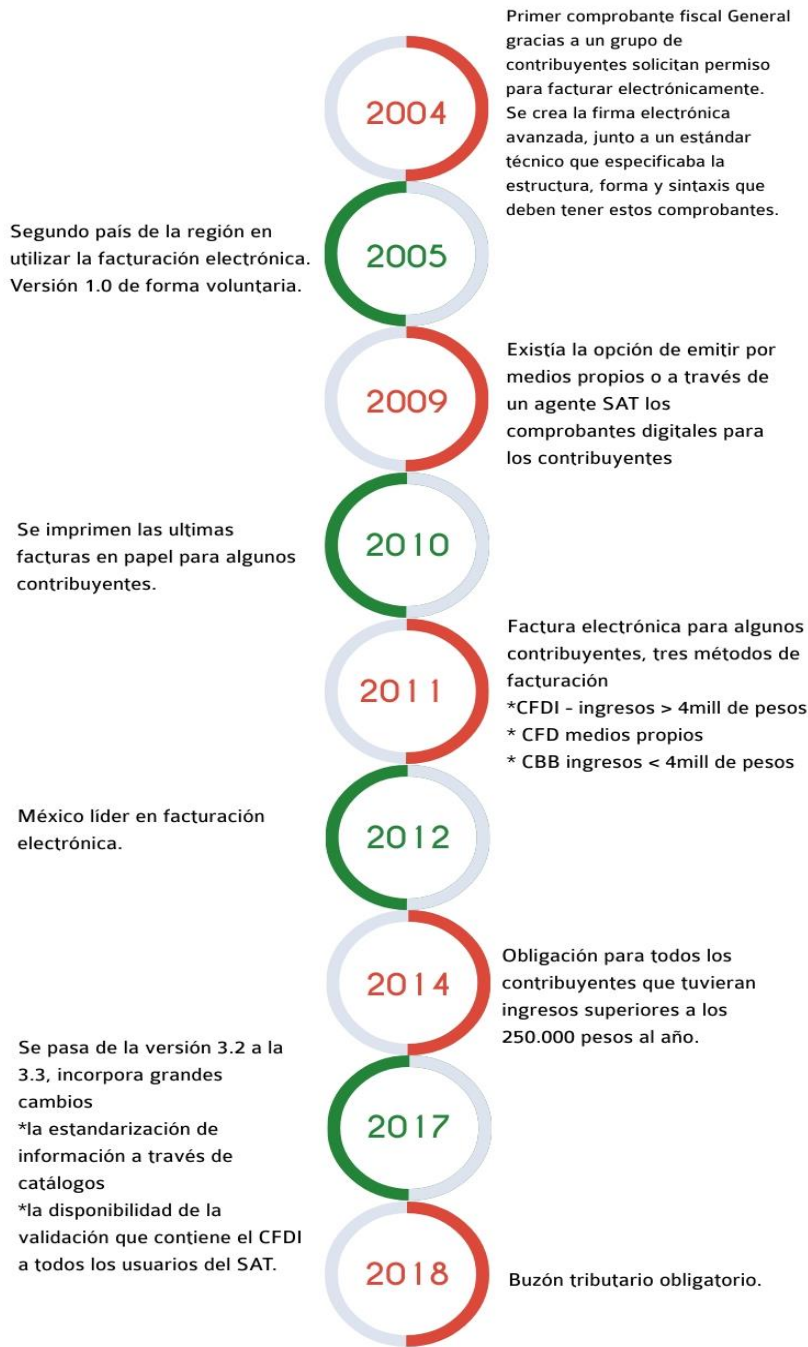 2004
Primer comprobante fiscal General
gracias a un grupo de
contribuyentes solicitan permiso
para facturar electrónicamente.
Se crea la firma electrónica
avanzada, junto a un estándar
técnico que especificaba la
estructura, forma y sintaxis que
deben tener estos comprobantes.
2005
Segundo país de la región en
utilizar la facturación electrónica.
Versión 1.0 de forma voluntaria.
2009
Existía la opción de emitir por
medios propios o a través de
un agente SAT los
comprobantes digitales para
los contribuyentes
2010
Se imprimen las ultimas
facturas en papel para algunos
contribuyentes.
2011
Factura electrónica para algunos
contribuyentes, tres métodos de
facturación
*CFDI - ingresos > 4mill de pesos
* CFD medios propios
* CBB ingresos < 4mill de pesos
2012
México líder en facturación
electrónica.
2014
Obligación para todos los
contribuyentes que tuvieran
ingresos superiores a los
250.000 pesos al año.
2017
Se pasa de la versión 3.2 a la
3.3, incorpora grandes
cambios
*la estandarización de
información a través de
catálogos
*la disponibilidad de la
validación que contiene el CFDI
a todos los usuarios del SAT.
2018
Buzón tributario obligatorio.